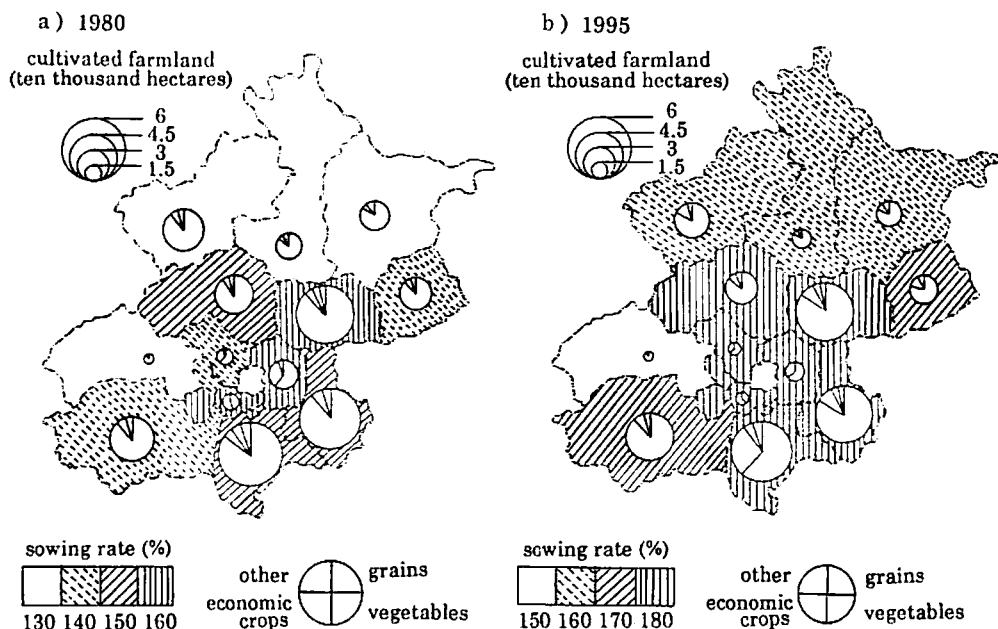 a) 1980
cultivated farmland
(ten thousand hectares)
6
4.5
3
1.5
sowing rate (%)
130 140 150 160
other
economic
crops
grains
vegetables
b) 1995
cultivated farmland
(ten thousand hectares)
6
4.5
3
1.5
sowing rate (%)
150 160 170 180
other
economic
crops
grains
vegetables